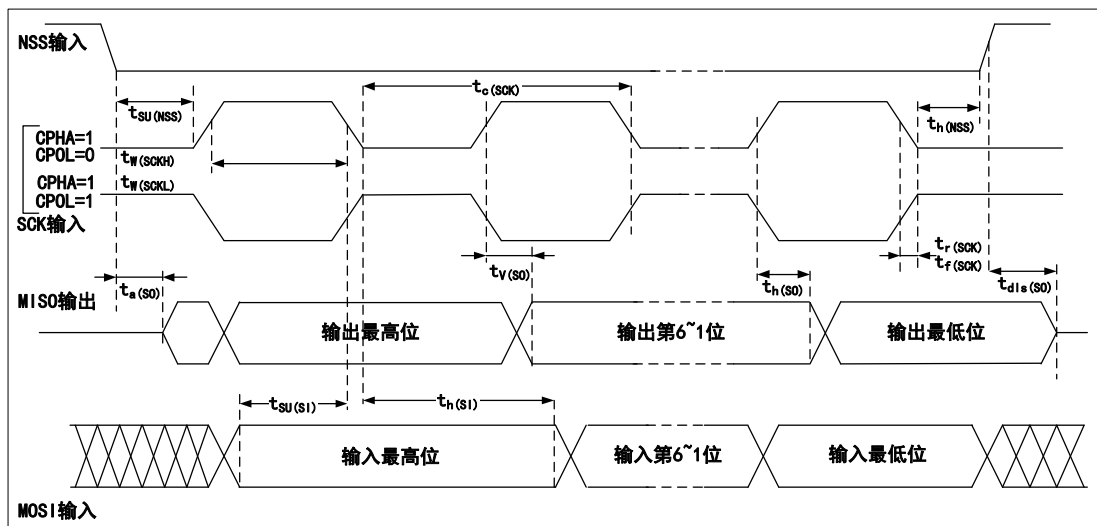 NSS输入
tc(SCK)
tSU(NSS)
th(NSS)
CPHA=1
CPOL=0
tW(SCKH)
CPHA=1
tW(SCKL)
CPOL=1
SCK输入
tr(SCK)
tV(SO)
tf(SCK)
ta(SO)
th(SO)
tdis(SO)
MISO输出
输出最高位
输出第6~1位
输出最低位
tSU(SI)
th(SI)
输入最高位
输入第6~1位
输入最低位
MOSI输入